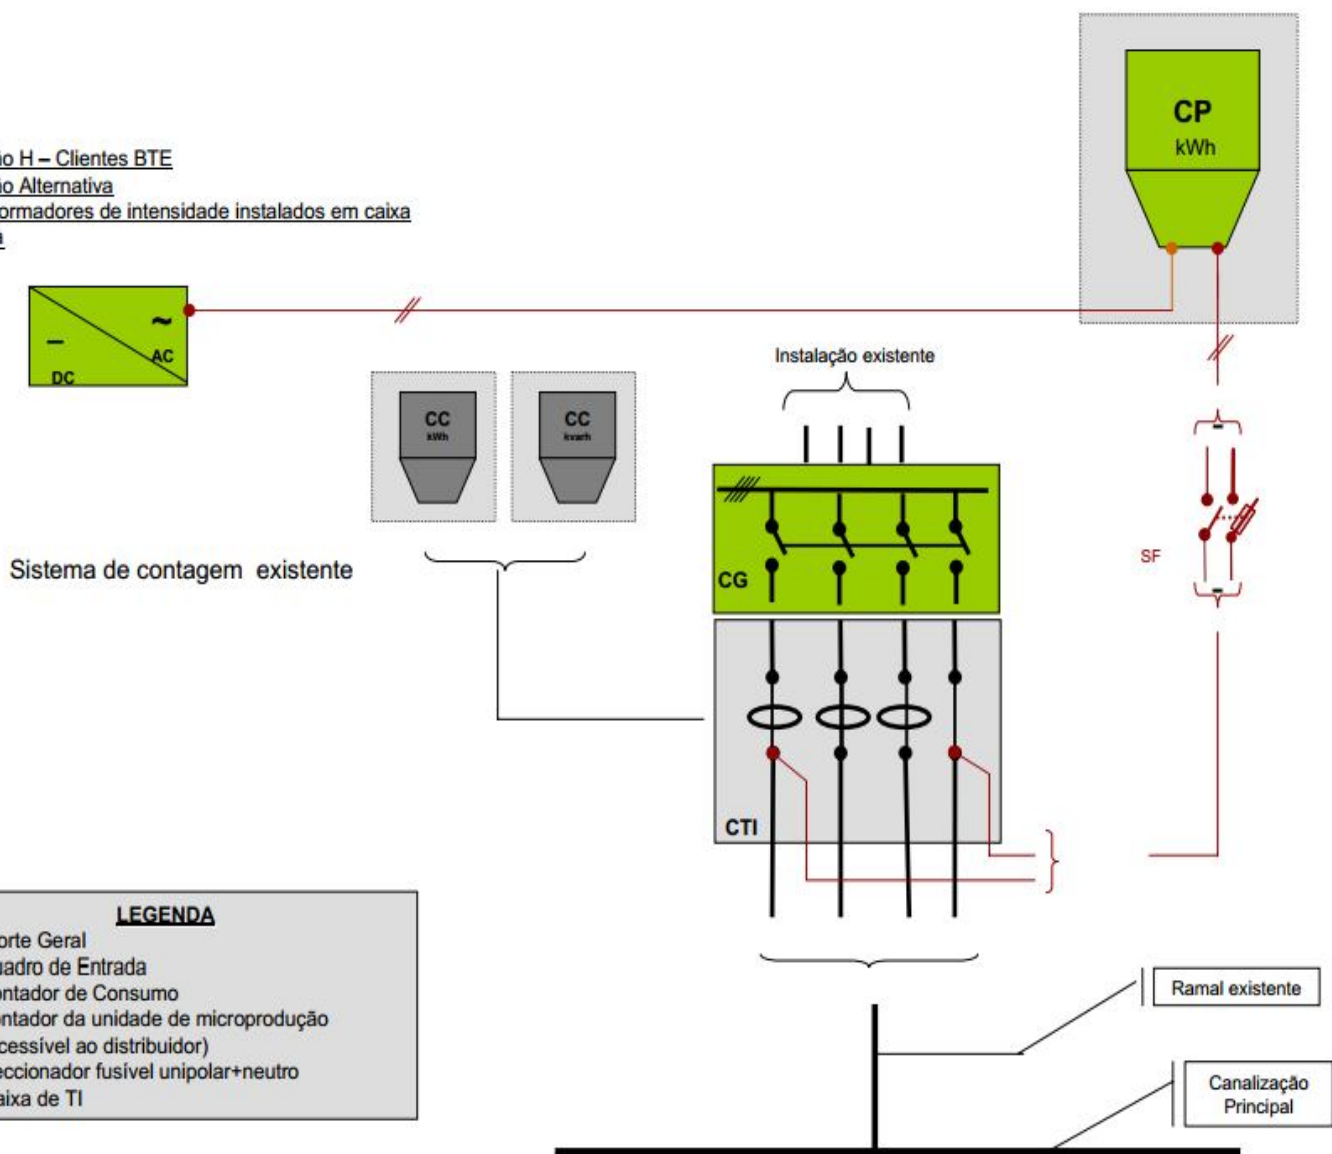 CP
kWh
ão H – Clientes BTE
ão Alternativa
ormadores de intensidade instalados em caixa
a
~
AC
–
DC
Instalação existente
CC
kWh
CC
kvarh
CG
SF
Sistema de contagem existente
CTI
LEGENDA
orte Geral
uadro de Entrada
ontador de Consumo
ontador da unidade de microprodução
cessível ao distribuidor)
eccionador fusível unipolar+neutro
aixa de TI
Ramal existente
Canalização
Principal